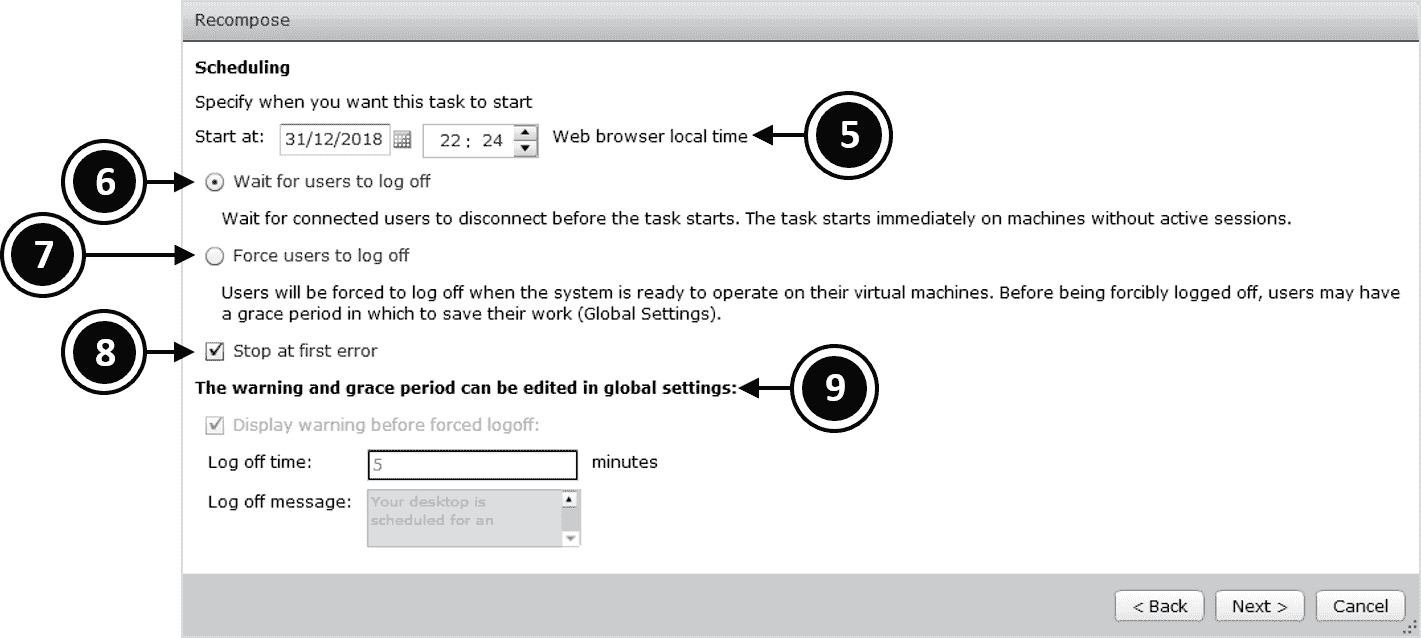 Recompose
Scheduling
Specify when you want this task to start
Start at: 31/12/2018 22 : 24 Web browser local time 5
6 Wait for users to log off
Wait for connected users to disconnect before the task starts. The task starts immediately on machines without active sessions.
7 Force users to log off
Users will be forced to log off when the system is ready to operate on their virtual machines. Before being forcibly logged off, users may have
a grace period in which to save their work (Global Settings).
8 Stop at first error
The warning and grace period can be edited in global settings: 9
Display warning before forced logoff:
Log off time: 5 minutes
Log off message: Your desktop is
scheduled for an
< Back Next > Cancel